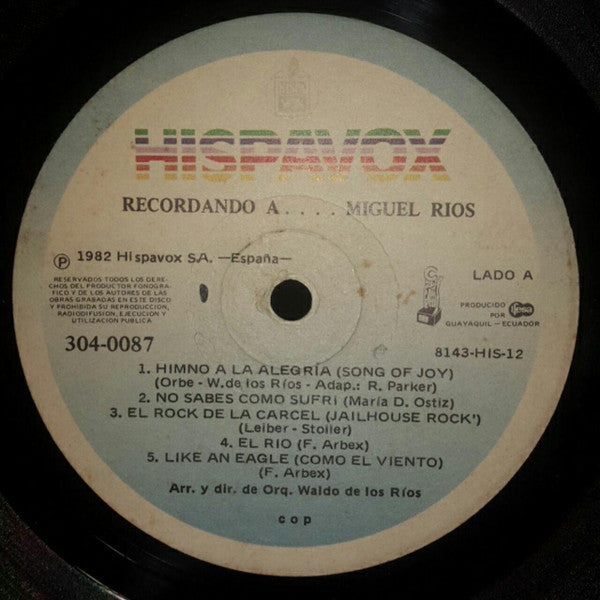 HISPAVOX
RECORDANDO A . . . . MIGUEL RIOS
Ⓟ 1982 Hispavox S.A. —España—
RESERVADOS TODOS LOS DERE-
CHOS DEL PRODUCTOR FONOGRA-
FICO Y DE LOS AUTORES DE LAS
OBRAS GRABADAS EN ESTE DISCO
Y PROHIBIDA SU REPRODUCCION,
RADIODIFUSION, EJECUCION Y
UTILIZACION PUBLICA
304-0087
LADO A
PRODUCIDO
POR
GUAYAQUIL — ECUADOR
8143-HIS-12
1. HIMNO A LA ALEGRIA (SONG OF JOY)
(Orbe - W. de los Ríos - Adap.: R. Parker)
2. NO SABES COMO SUFRI (María D. Ostiz)
3. EL ROCK DE LA CARCEL (JAILHOUSE ROCK')
(Leiber - Stoller)
4. EL RIO (F. Arbex)
5. LIKE AN EAGLE (COMO EL VIENTO)
(F. Arbex)
Arr. y dir. de Orq. Waldo de los Ríos
c o p